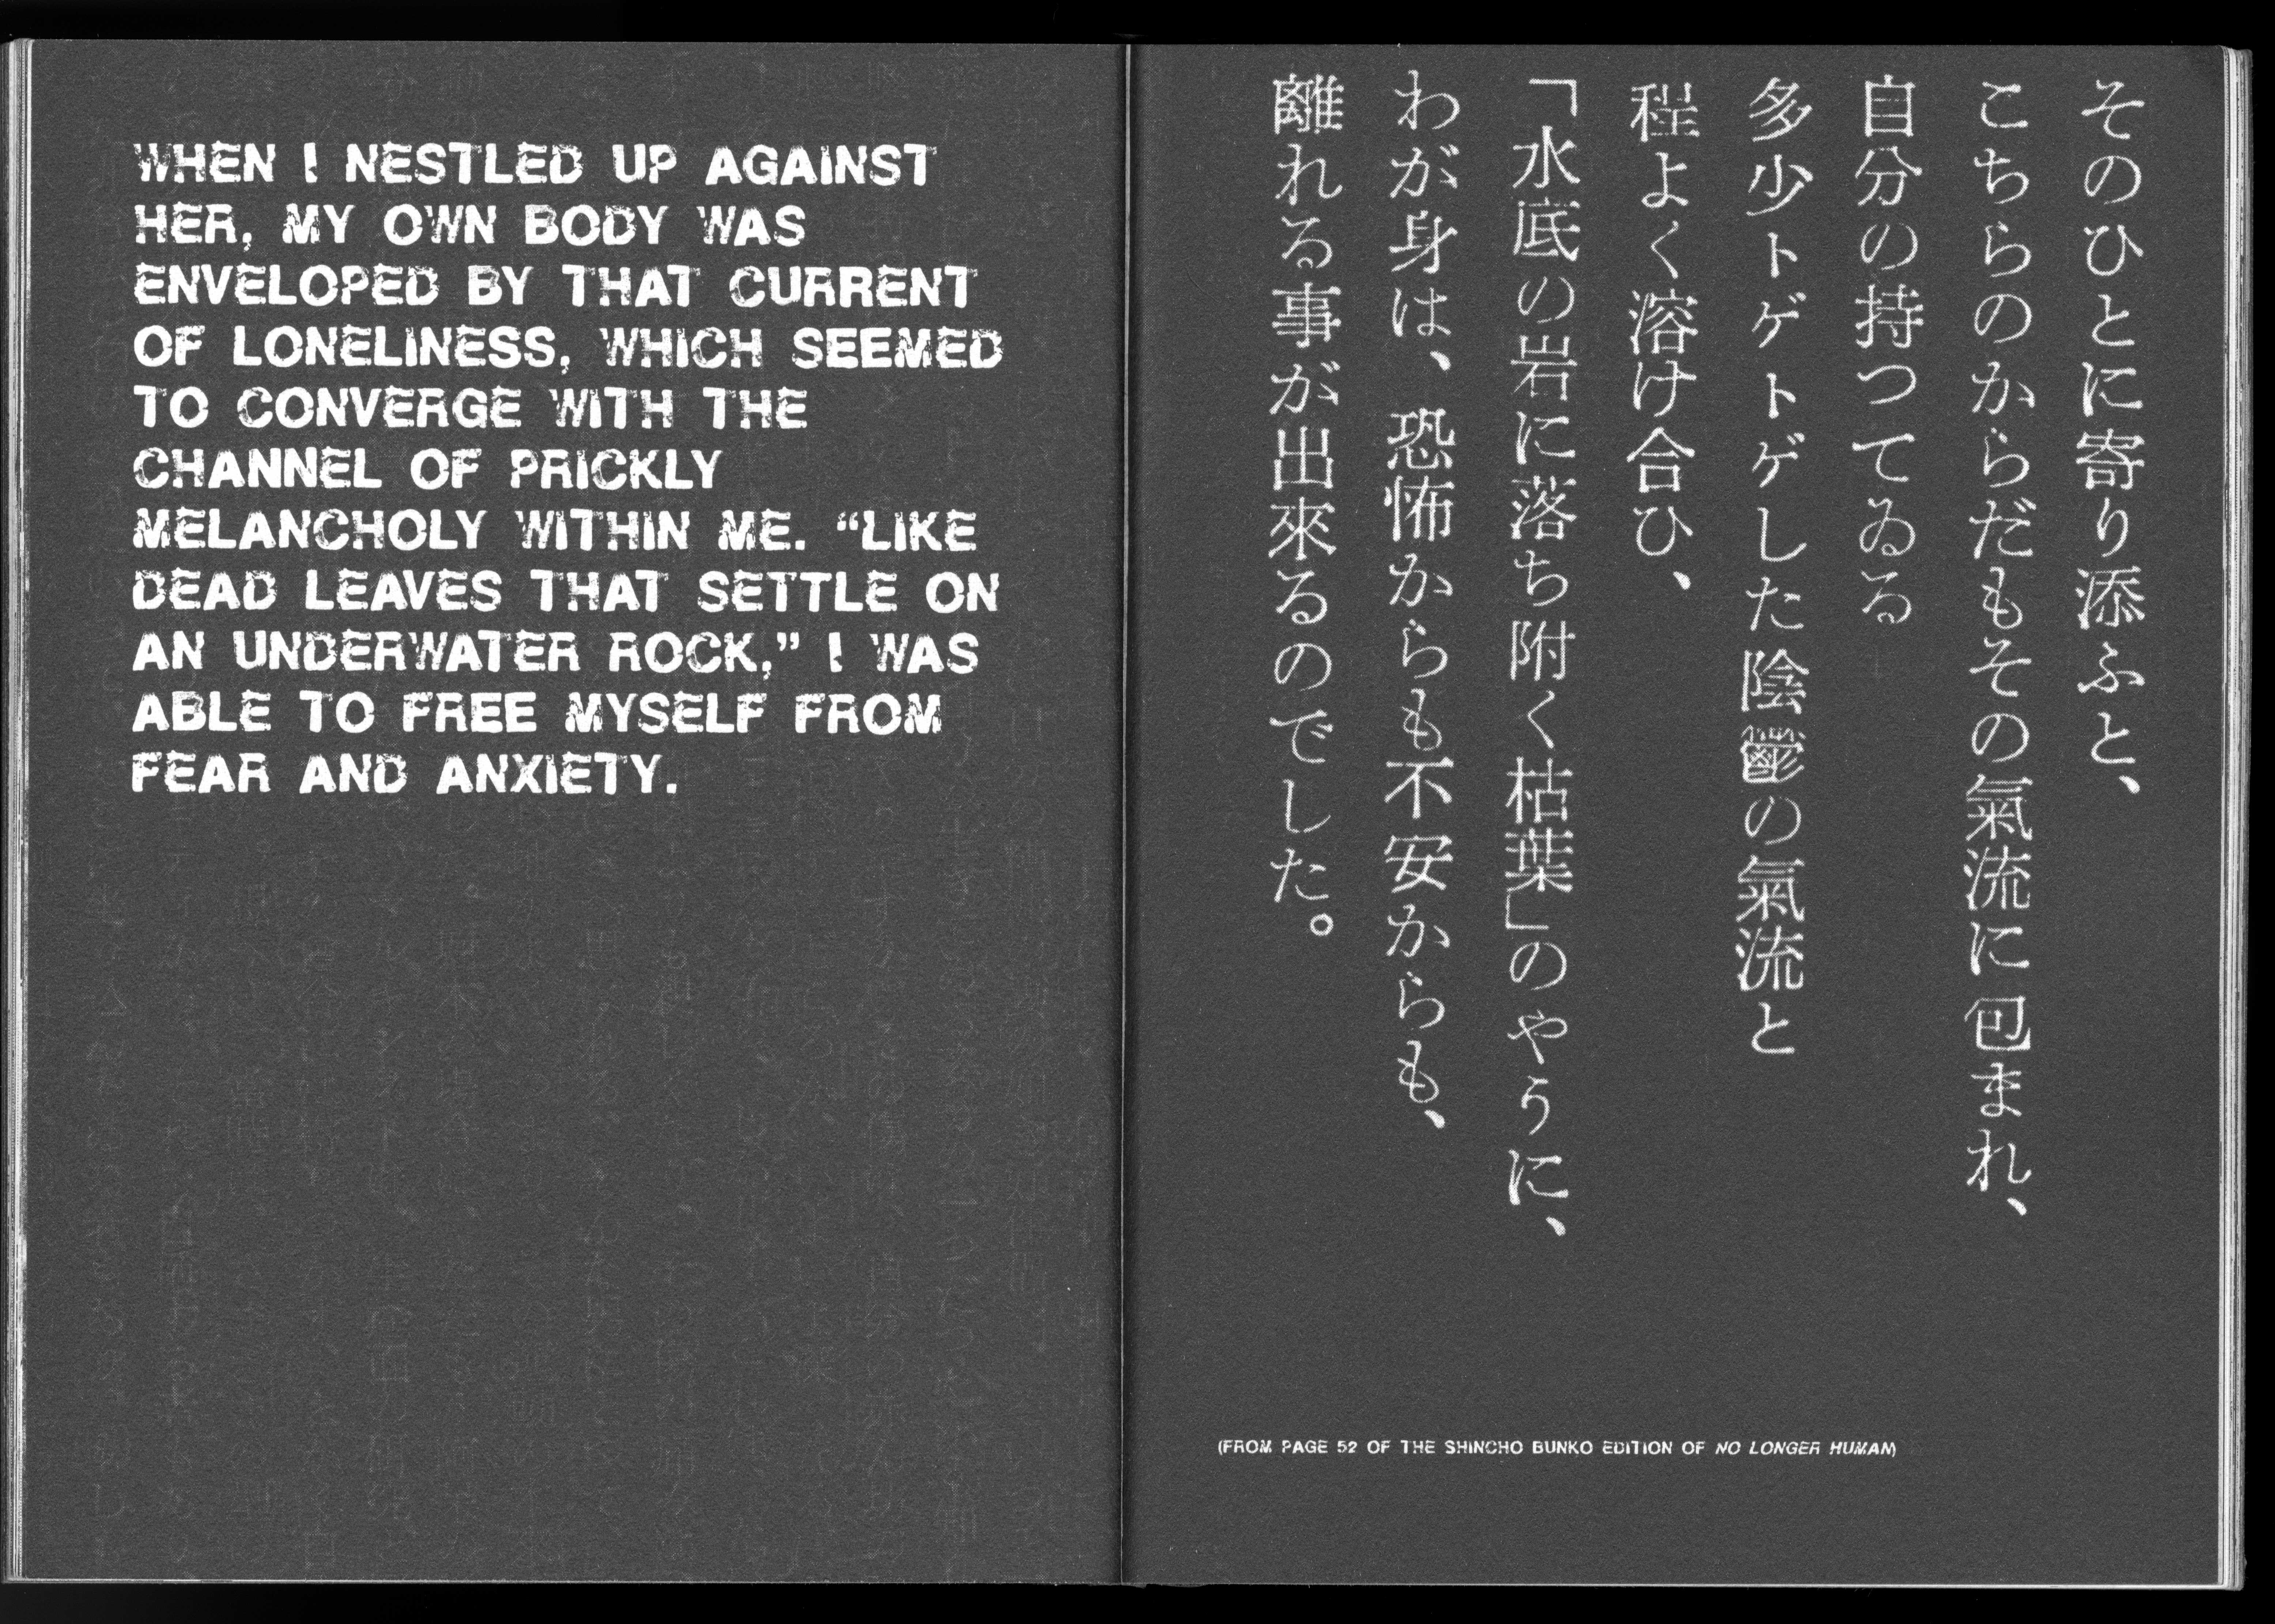 WHEN I NESTLED UP AGAINST
HER, MY OWN BODY WAS
ENVELOPED BY THAT CURRENT
OF LONELINESS, WHICH SEEMED
TO CONVERGE WITH THE
CHANNEL OF PRICKLY
MELANCHOLY WITHIN ME. “LIKE
DEAD LEAVES THAT SETTLE ON
AN UNDERWATER ROCK,” I WAS
ABLE TO FREE MYSELF FROM
FEAR AND ANXIETY.
そのひとに寄り添ふと、
こちらのからだもその氣流に包まれ、
自分の持つてゐる
多少トゲトゲした陰鬱の氣流と
程よく溶け合ひ、
「水底の岩に落ち附く枯葉」のやうに、
わが身は、恐怖からも不安からも、
離れる事が出來るのでした。
(FROM PAGE 52 OF THE SHINCHO BUNKO EDITION OF NO LONGER HUMAN)